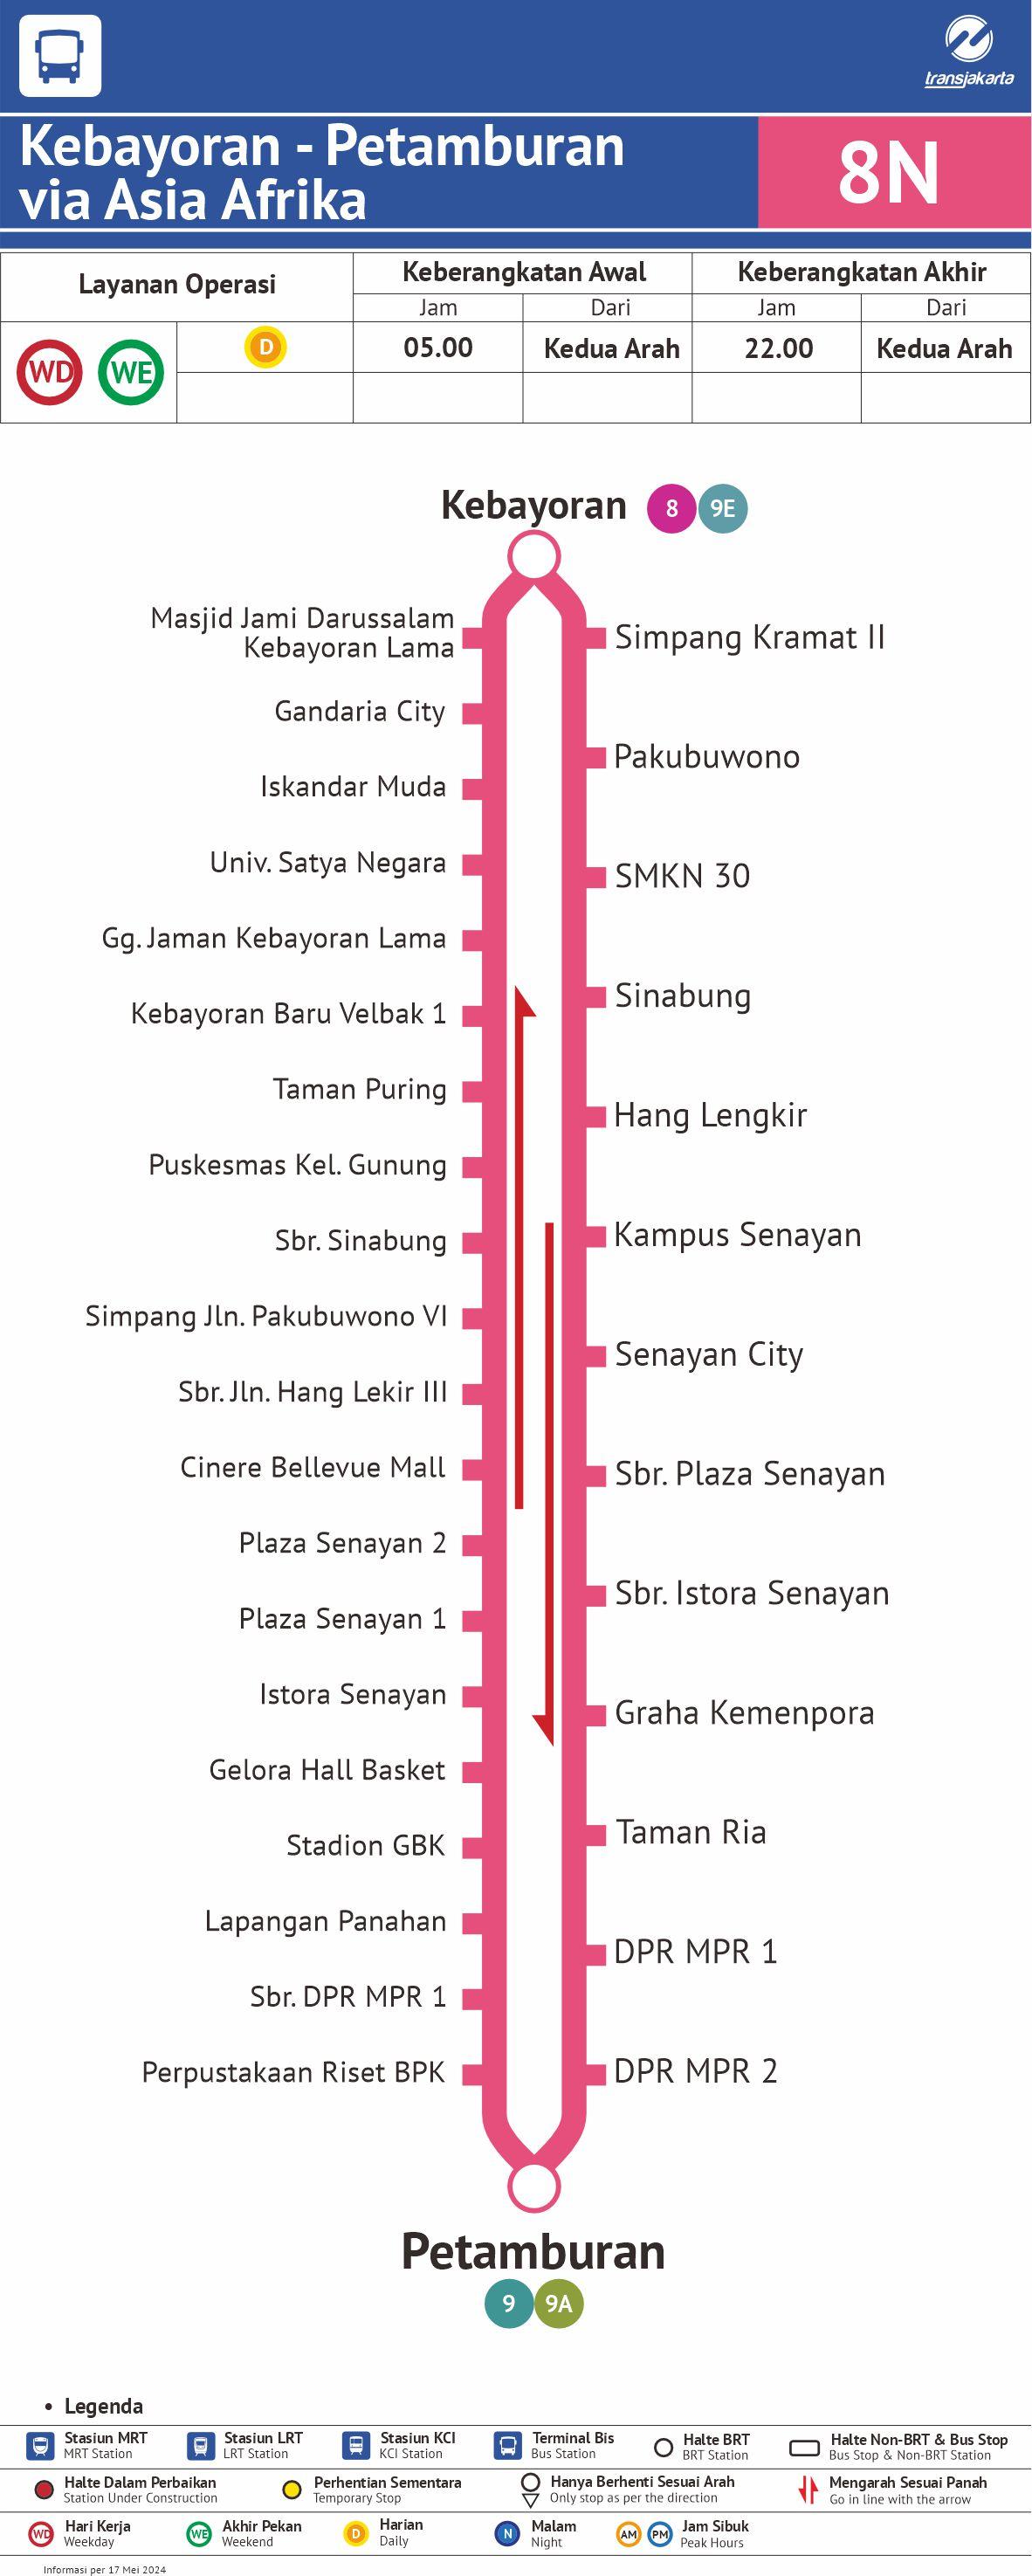 transjakarta
Kebayoran - Petamburan
via Asia Afrika
8N
Layanan Operasi
Keberangkatan Awal
Keberangkatan Akhir
Jam
Dari
Jam
Dari
WD
WE
D
05.00
Kedua Arah
22.00
Kedua Arah
Kebayoran
8
9E
Masjid Jami Darussalam
Kebayoran Lama
Gandaria City
Iskandar Muda
Univ. Satya Negara
Gg. Jaman Kebayoran Lama
Kebayoran Baru Velbak 1
Taman Puring
Puskesmas Kel. Gunung
Sbr. Sinabung
Simpang Jln. Pakubuwono VI
Sbr. Jln. Hang Lekir III
Cinere Bellevue Mall
Plaza Senayan 2
Plaza Senayan 1
Istora Senayan
Gelora Hall Basket
Stadion GBK
Lapangan Panahan
Sbr. DPR MPR 1
Perpustakaan Riset BPK
Simpang Kramat II
Pakubuwono
SMKN 30
Sinabung
Hang Lengkir
Kampus Senayan
Senayan City
Sbr. Plaza Senayan
Sbr. Istora Senayan
Graha Kemenpora
Taman Ria
DPR MPR 1
DPR MPR 2
Petamburan
9
9A
• Legenda
Stasiun MRT
MRT Station
Stasiun LRT
LRT Station
Stasiun KCI
KCI Station
Terminal Bis
Bus Station
Halte BRT
BRT Station
Halte Non-BRT & Bus Stop
Bus Stop & Non-BRT Station
Halte Dalam Perbaikan
Station Under Construction
Perhentian Sementara
Temporary Stop
Hanya Berhenti Sesuai Arah
Only stop as per the direction
Mengarah Sesuai Panah
Go in line with the arrow
WD
Hari Kerja
Weekday
WE
Akhir Pekan
Weekend
D
Harian
Daily
N
Malam
Night
AM
PM
Jam Sibuk
Peak Hours
Informasi per 17 Mei 2024